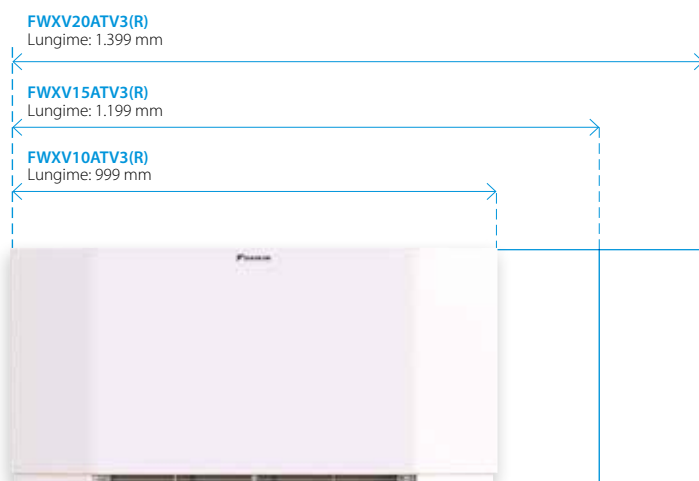 FWXV20ATV3(R)
Lungime: 1.399 mm
FWXV15ATV3(R)
Lungime: 1.199 mm
FWXV10ATV3(R)
Lungime: 999 mm
DAIKIN